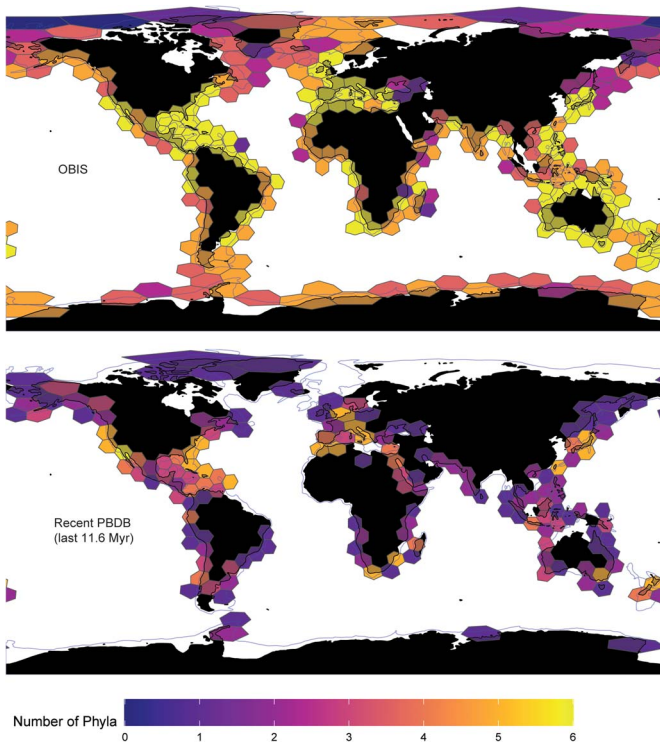 OBIS
Recent PBDB
(last 11.6 Myr)
Number of Phyla
0 1 2 3 4 5 6